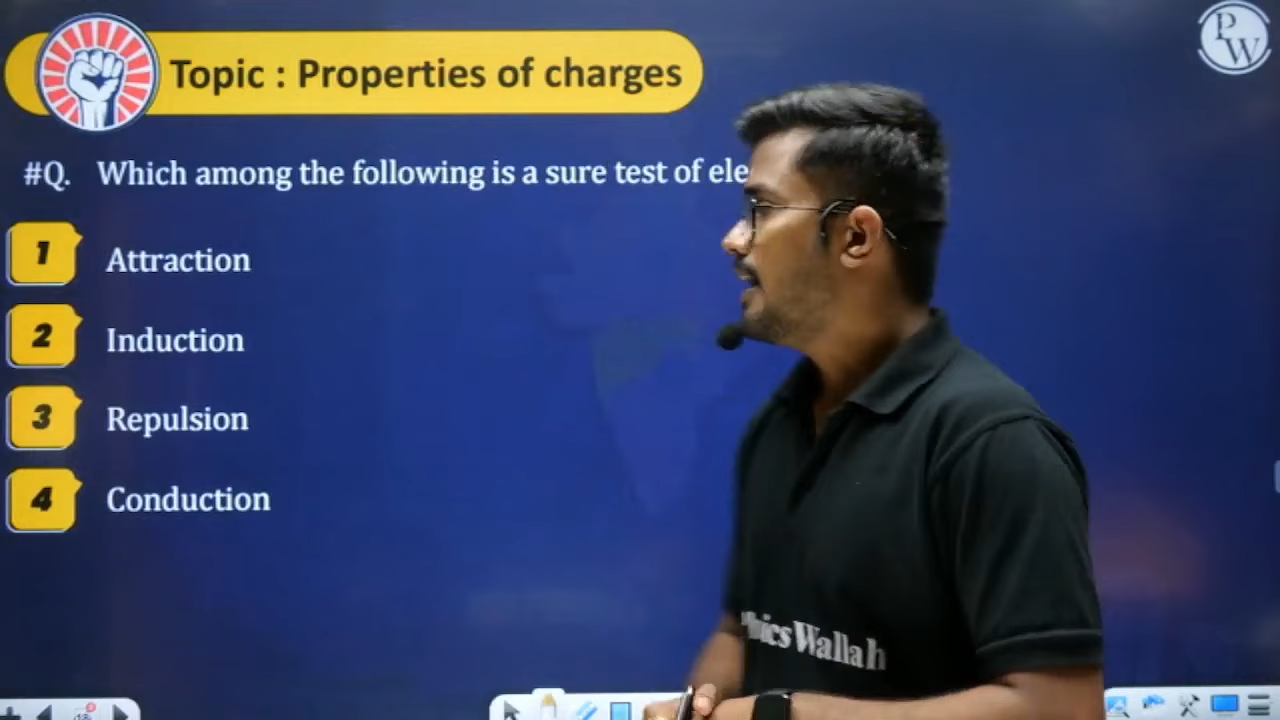 PW
Topic : Properties of charges
#Q. Which among the following is a sure test of
1 Attraction
2 Induction
3 Repulsion
4 Conduction
Wallah